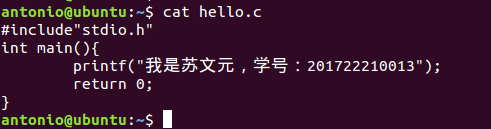 antonio@ubuntu:~$ cat hello.c
#include"stdio.h"
int main(){
        printf("我是苏文元，学号：201722210013");
        return 0;
}
antonio@ubuntu:~$